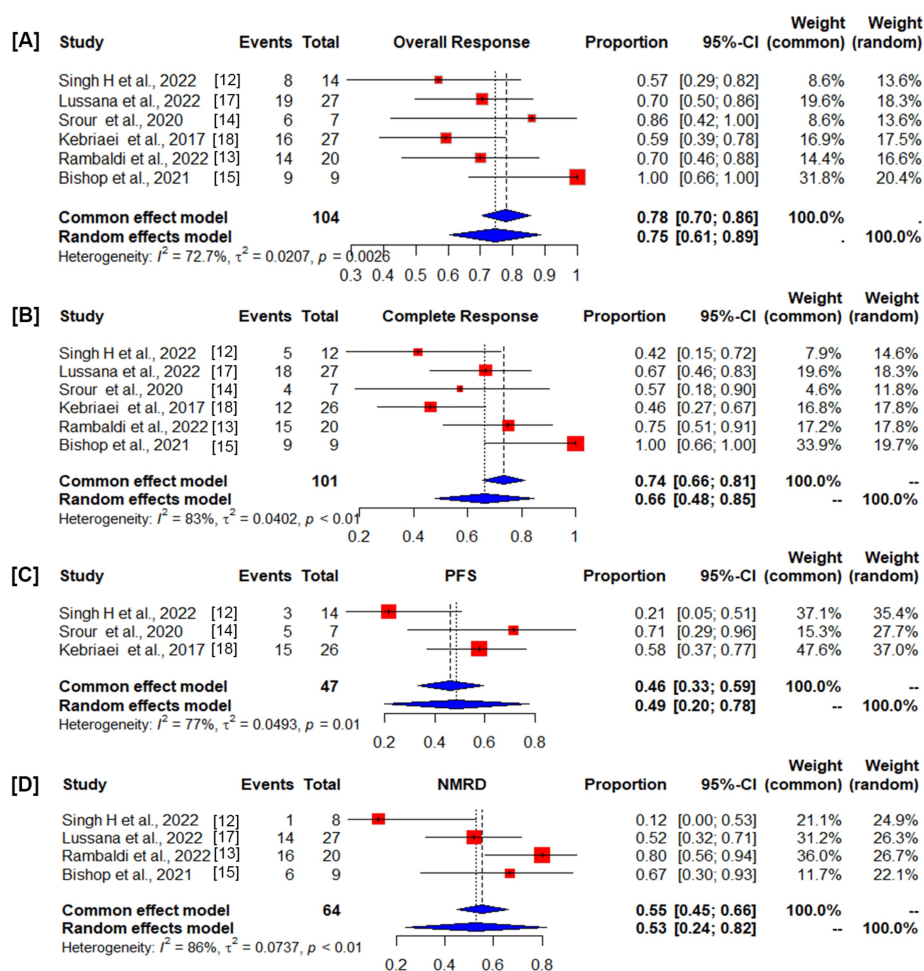 Weight Weight
[A] Study Events Total Overall Response Proportion 95%-CI (common) (random)
Singh H et al., 2022 [12] 8 14 0.57 [0.29; 0.82] 8.6% 13.6%
Lussana et al., 2022 [17] 19 27 0.70 [0.50; 0.86] 19.6% 18.3%
Srour et al., 2020 [14] 6 7 0.86 [0.42; 1.00] 8.6% 13.6%
Kebriaei et al., 2017 [18] 16 27 0.59 [0.39; 0.78] 16.9% 17.5%
Rambaldi et al., 2022 [13] 14 20 0.70 [0.46; 0.88] 14.4% 16.6%
Bishop et al., 2021 [15] 9 9 1.00 [0.66; 1.00] 31.8% 20.4%
Common effect model 104 0.78 [0.70; 0.86] 100.0% .
Random effects model 0.75 [0.61; 0.89] . 100.0%
Heterogeneity: I² = 72.7%, τ² = 0.0207, p = 0.0026
0.3 0.4 0.5 0.6 0.7 0.8 0.9 1
Weight Weight
[B] Study Events Total Complete Response Proportion 95%-CI (common) (random)
Singh H et al., 2022 [12] 5 12 0.42 [0.15; 0.72] 7.9% 14.6%
Lussana et al., 2022 [17] 18 27 0.67 [0.46; 0.83] 19.6% 18.3%
Srour et al., 2020 [14] 4 7 0.57 [0.18; 0.90] 4.6% 11.8%
Kebriaei et al., 2017 [18] 12 26 0.46 [0.27; 0.67] 16.8% 17.8%
Rambaldi et al., 2022 [13] 15 20 0.75 [0.51; 0.91] 17.2% 17.8%
Bishop et al., 2021 [15] 9 9 1.00 [0.66; 1.00] 33.9% 19.7%
Common effect model 101 0.74 [0.66; 0.81] 100.0% --
Random effects model 0.66 [0.48; 0.85] -- 100.0%
Heterogeneity: I² = 83%, τ² = 0.0402, p < 0.01
0.2 0.4 0.6 0.8 1
Weight Weight
[C] Study Events Total PFS Proportion 95%-CI (common) (random)
Singh H et al., 2022 [12] 3 14 0.21 [0.05; 0.51] 37.1% 35.4%
Srour et al., 2020 [14] 5 7 0.71 [0.29; 0.96] 15.3% 27.7%
Kebriaei et al., 2017 [18] 15 26 0.58 [0.37; 0.77] 47.6% 37.0%
Common effect model 47 0.46 [0.33; 0.59] 100.0% --
Random effects model 0.49 [0.20; 0.78] -- 100.0%
Heterogeneity: I² = 77%, τ² = 0.0493, p = 0.01
0.2 0.4 0.6 0.8
Weight Weight
[D] Study Events Total NMRD Proportion 95%-CI (common) (random)
Singh H et al., 2022 [12] 1 8 0.12 [0.00; 0.53] 21.1% 24.9%
Lussana et al., 2022 [17] 14 27 0.52 [0.32; 0.71] 31.2% 26.3%
Rambaldi et al., 2022 [13] 16 20 0.80 [0.56; 0.94] 36.0% 26.7%
Bishop et al., 2021 [15] 6 9 0.67 [0.30; 0.93] 11.7% 22.1%
Common effect model 64 0.55 [0.45; 0.66] 100.0% --
Random effects model 0.53 [0.24; 0.82] -- 100.0%
Heterogeneity: I² = 86%, τ² = 0.0737, p < 0.01
0.2 0.4 0.6 0.8